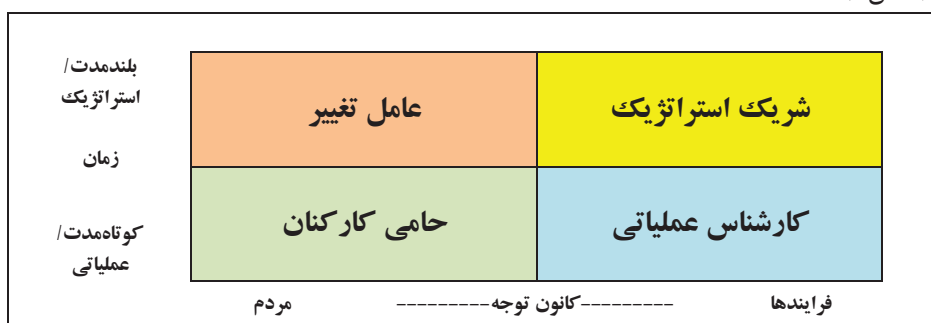 بلندمدت/
استراتژیک
زمان
کوتاه‌مدت/
عملیاتی
شریک استراتژیک
عامل تغییر
کارشناس عملیاتی
حامی کارکنان
فرایندها ---------کانون توجه--------- مردم